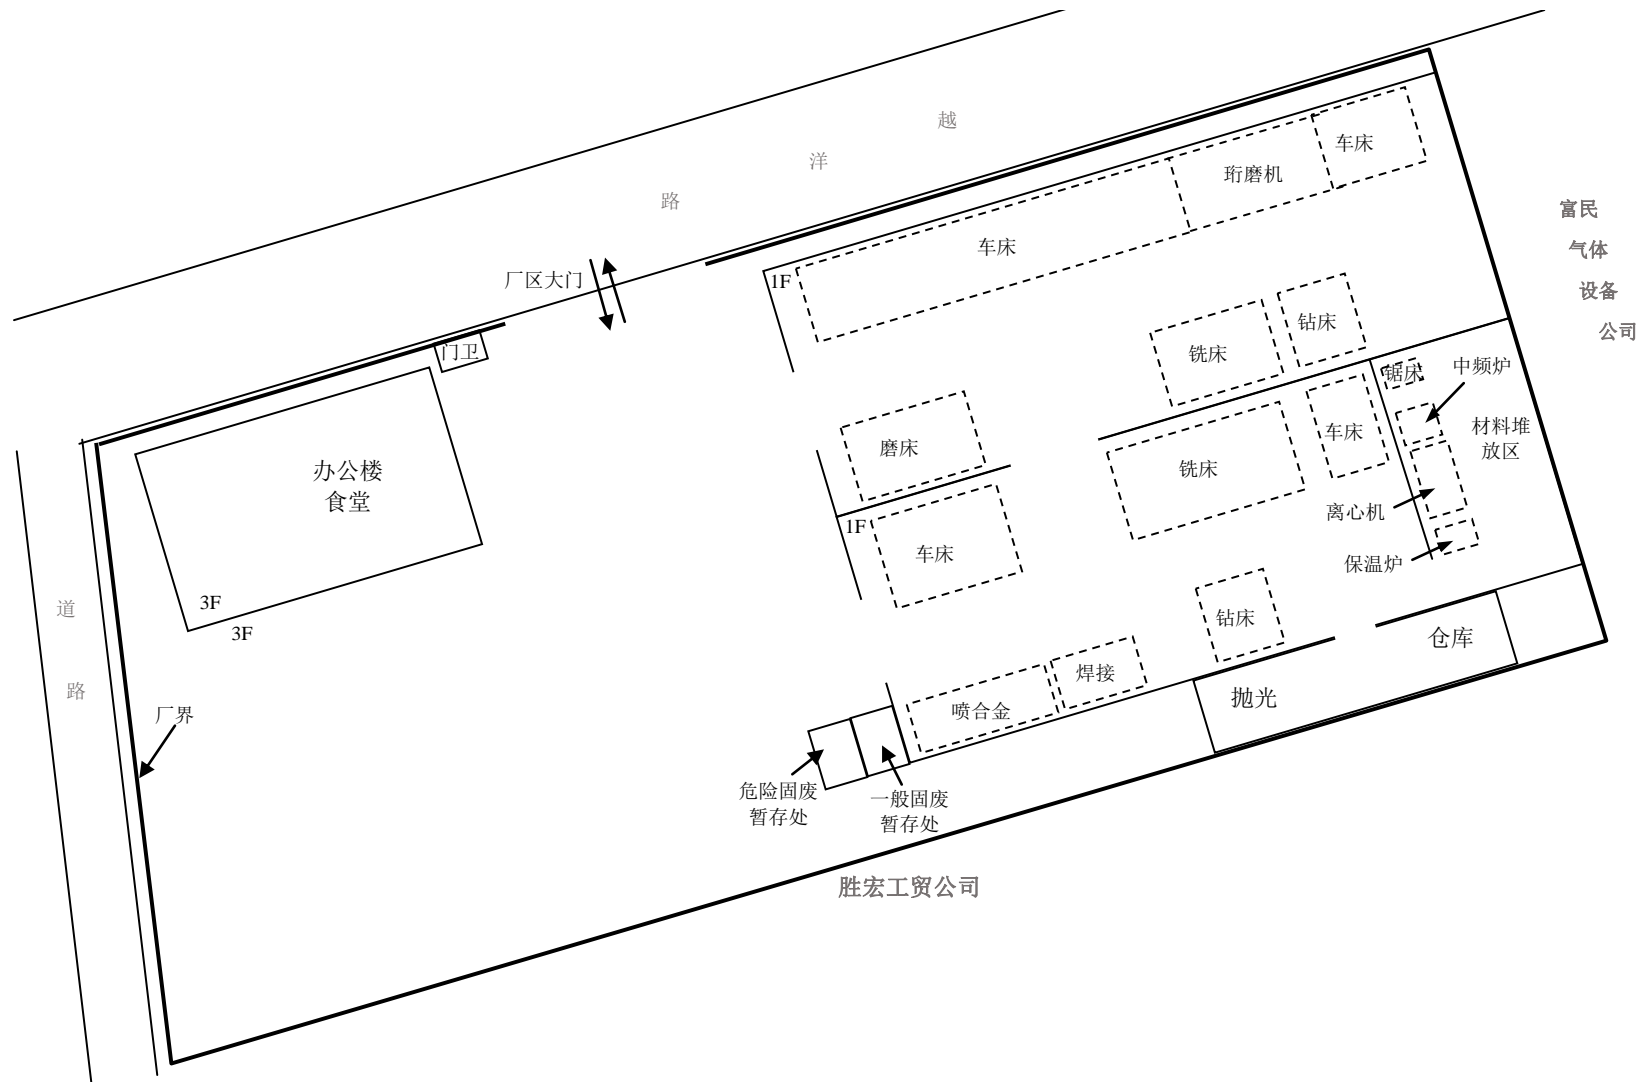 越
洋
路
车床
珩磨机
富民
气体
设备
公司
车床
厂区大门
1F
钻床
铣床
门卫
锯床
中频炉
材料堆
放区
车床
磨床
铣床
办公楼
食堂
离心机
1F
车床
保温炉
3F
3F
道
路
钻床
仓库
焊接
抛光
喷合金
厂界
危险固废
暂存处
一般固废
暂存处
胜宏工贸公司